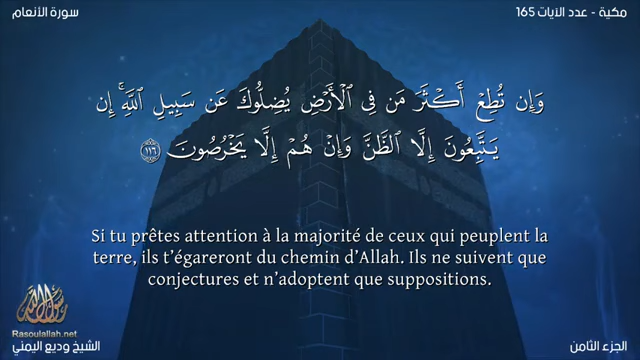 مكية - عدد الآيات 165
سورة الأنعام
وَإِن تُطِعْ أَكْثَرَ مَن فِي ٱلْأَرْضِ يُضِلُّوكَ عَن سَبِيلِ ٱللَّهِ ۚ إِن
يَتَّبِعُونَ إِلَّا ٱلظَّنَّ وَإِنْ هُمْ إِلَّا يَخْرُصُونَ ١١٦
Si tu prêtes attention à la majorité de ceux qui peuplent la
terre, ils t’égareront du chemin d’Allah. Ils ne suivent que
conjectures et n’adoptent que suppositions.
رسول الله
Rasoulallah.net
الجزء الثامن
الشيخ وديع اليمني